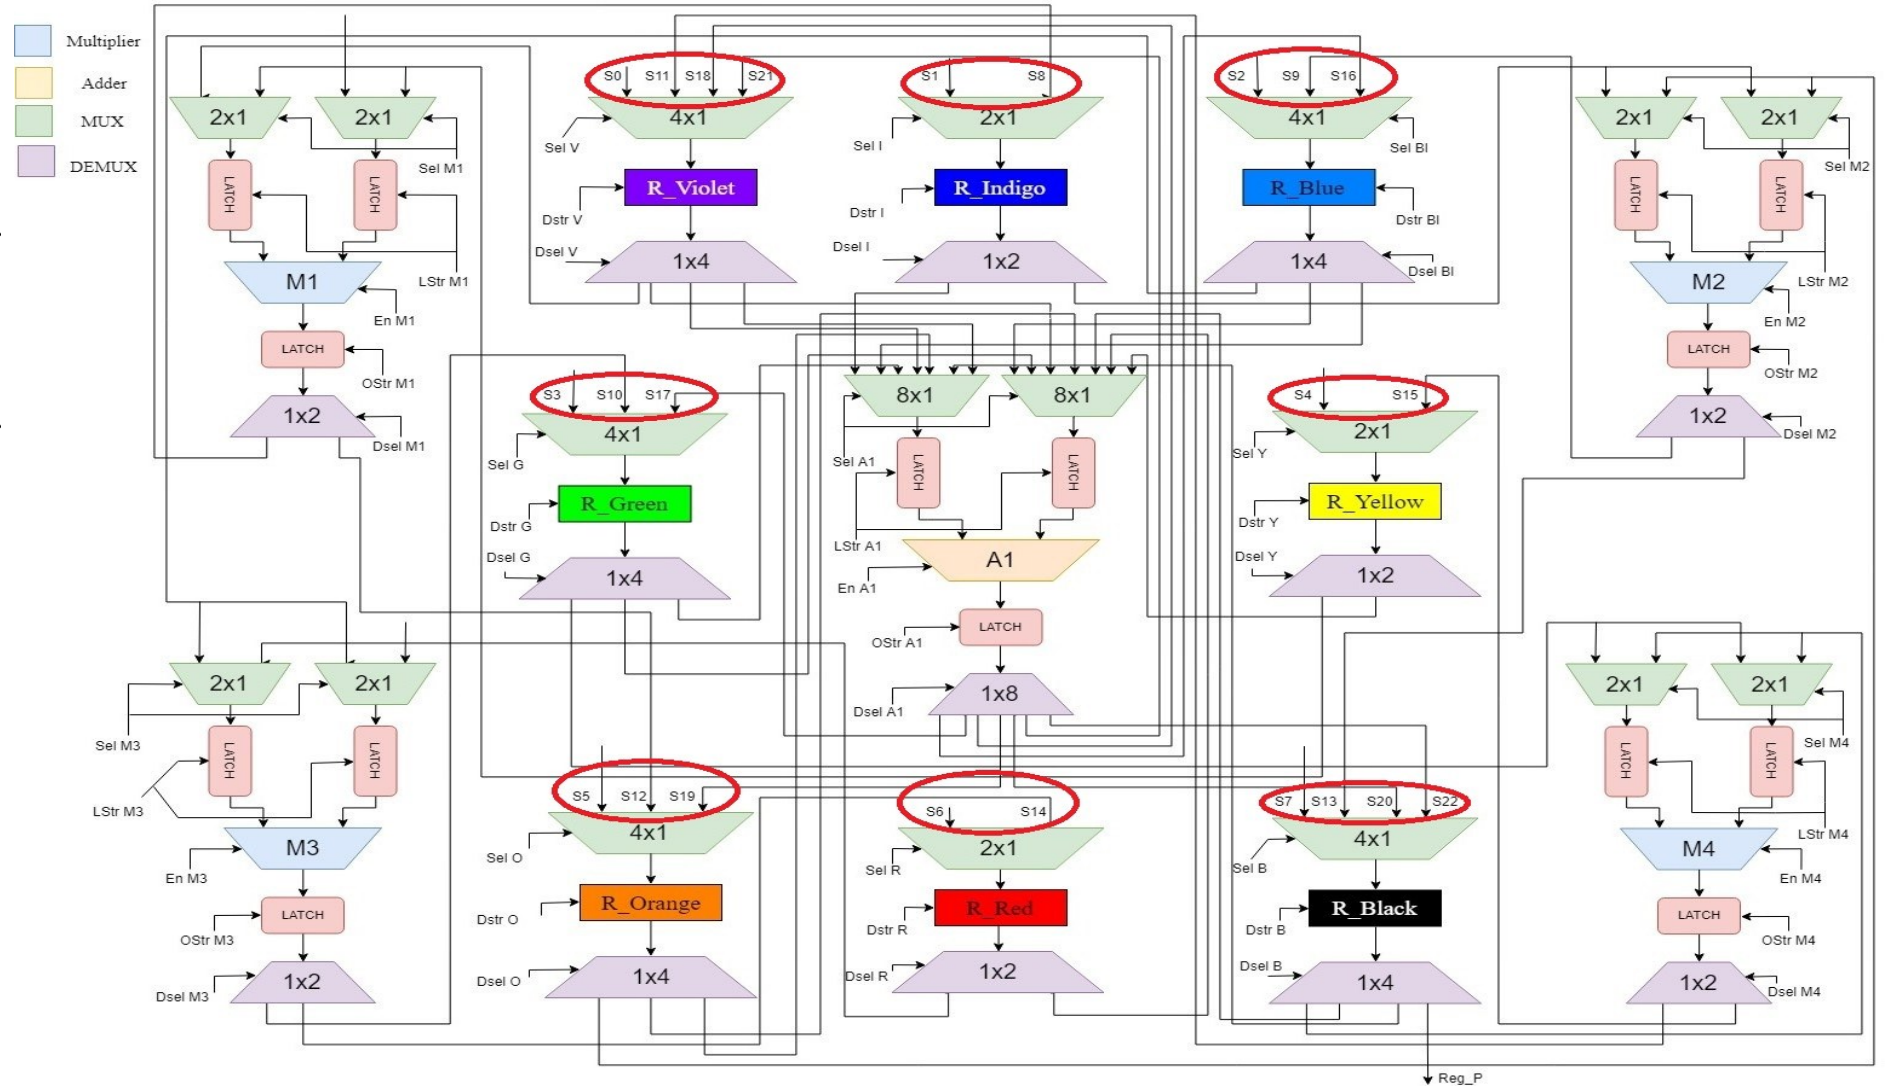 Multiplier
Adder
MUX
DEMUX
2x1
2x1
Sel M1
LATCH
LATCH
LStr M1
M1
En M1
LATCH
OStr M1
1x2
Dsel M1
S0 S11 S18 S21
4x1
Sel V
R_Violet
Dstr V
Dsel V
1x4
S1 S8
2x1
Sel I
R_Indigo
Dstr I
Dsel I
1x2
S2 S9 S16
4x1
Sel BI
R_Blue
Dstr BI
1x4
Dsel BI
2x1
2x1
Sel M2
LATCH
LATCH
LStr M2
M2
En M2
LATCH
OStr M2
1x2
Dsel M2
S3 S10 S17
4x1
Sel G
R_Green
Dstr G
Dsel G
1x4
8x1
8x1
Sel A1
LATCH
LATCH
LStr A1
A1
En A1
LATCH
OStr A1
1x8
Dsel A1
S4 S15
2x1
Sel Y
R_Yellow
Dstr Y
Dsel Y
1x2
2x1
2x1
Sel M3
LATCH
LATCH
LStr M3
M3
En M3
LATCH
OStr M3
1x2
Dsel M3
S5 S12 S19
4x1
Sel O
R_Orange
Dstr O
Dsel O
1x4
S6 S14
2x1
Sel R
R_Red
Dstr R
Dsel R
1x2
S7 S13 S20 S22
4x1
Sel B
R_Black
Dstr B
Dsel B
1x4
Reg_P
2x1
2x1
Sel M4
LATCH
LATCH
LStr M4
M4
En M4
LATCH
OStr M4
1x2
Dsel M4